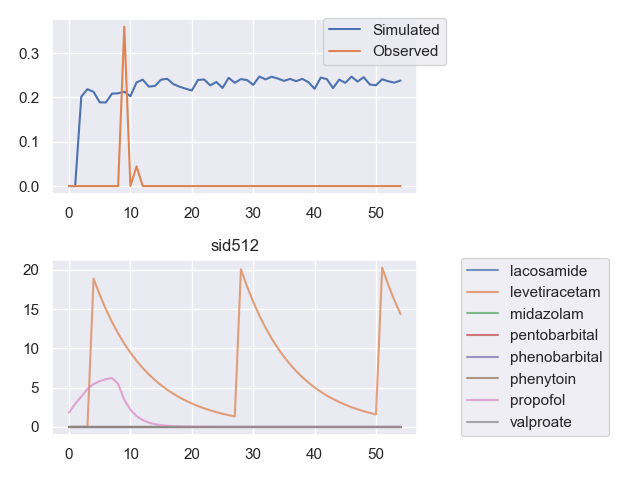 Simulated
Observed
0.3
0.2
0.1
0.0
0 10 20 30 40 50
sid512
20
15
10
5
0
0 10 20 30 40 50
lacosamide
levetiracetam
midazolam
pentobarbital
phenobarbital
phenytoin
propofol
valproate